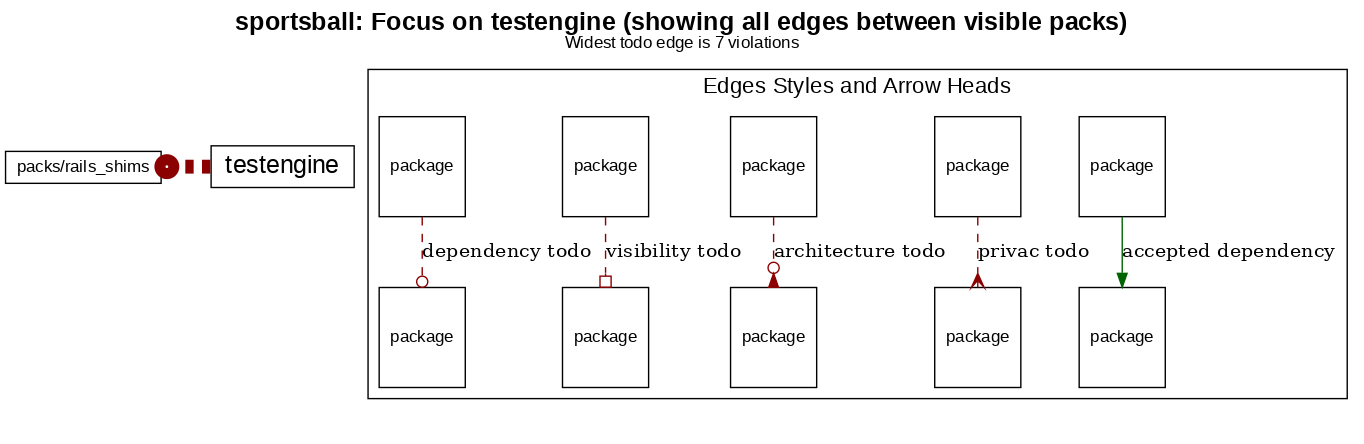 sportsball: Focus on testengine (showing all edges between visible packs)
Widest todo edge is 7 violations
Edges Styles and Arrow Heads
packs/rails_shims
testengine
package
package
package
package
package
dependency todo
visibility todo
architecture todo
privac todo
accepted dependency
package
package
package
package
package